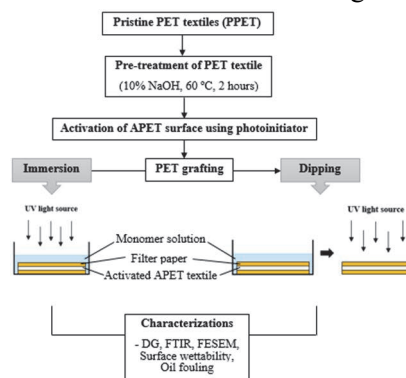 Pristine PET textiles (PPET)
Pre-treatment of PET textile
(10% NaOH, 60 ºC, 2 hours)
Activation of APET surface using photoinitiator
Immersion
PET grafting
Dipping
UV light source
UV light source
Monomer solution
Filter paper
Activated APET textile
Characterizations
- DG, FTIR, FESEM,
Surface wettability,
Oil fouling